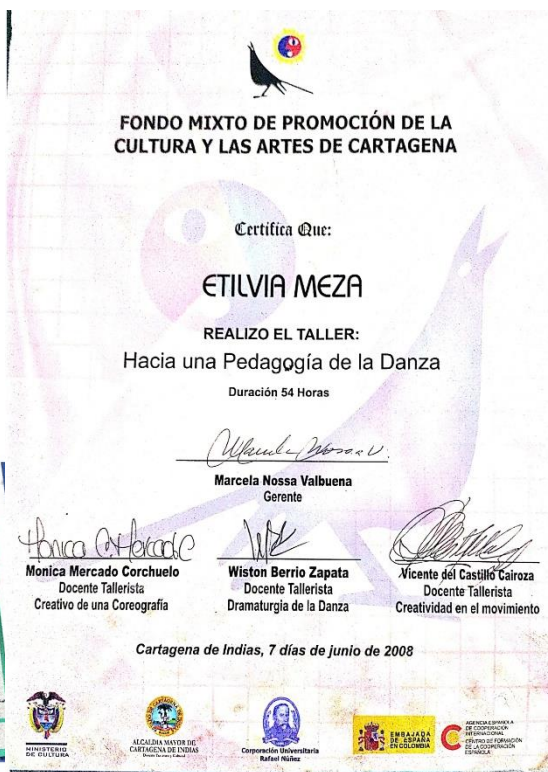 FONDO MIXTO DE PROMOCIÓN DE LA
CULTURA Y LAS ARTES DE CARTAGENA
Certifica Que:
ETILVIA MEZA
REALIZO EL TALLER:
Hacia una Pedagogía de la Danza
Duración 54 Horas
Marcela Nossa Valbuena
Gerente
Monica Mercado Corchuelo
Docente Tallerista
Creativo de una Coreografía
Wiston Berrio Zapata
Docente Tallerista
Dramaturgia de la Danza
Vicente del Castillo Cairoza
Docente Tallerista
Creatividad en el movimiento
Cartagena de Indias, 7 días de junio de 2008
MINISTERIO
DE CULTURA
ALCALDIA MAYOR DE
CARTAGENA DE INDIAS
Corporación Universitaria
Rafael Núñez
EMBAJADA
DE ESPAÑA
EN COLOMBIA
AGENCIA ESPAÑOLA
DE COOPERACIÓN
INTERNACIONAL
CENTRO DE FORMACIÓN
DE LA COOPERACIÓN
ESPAÑOLA